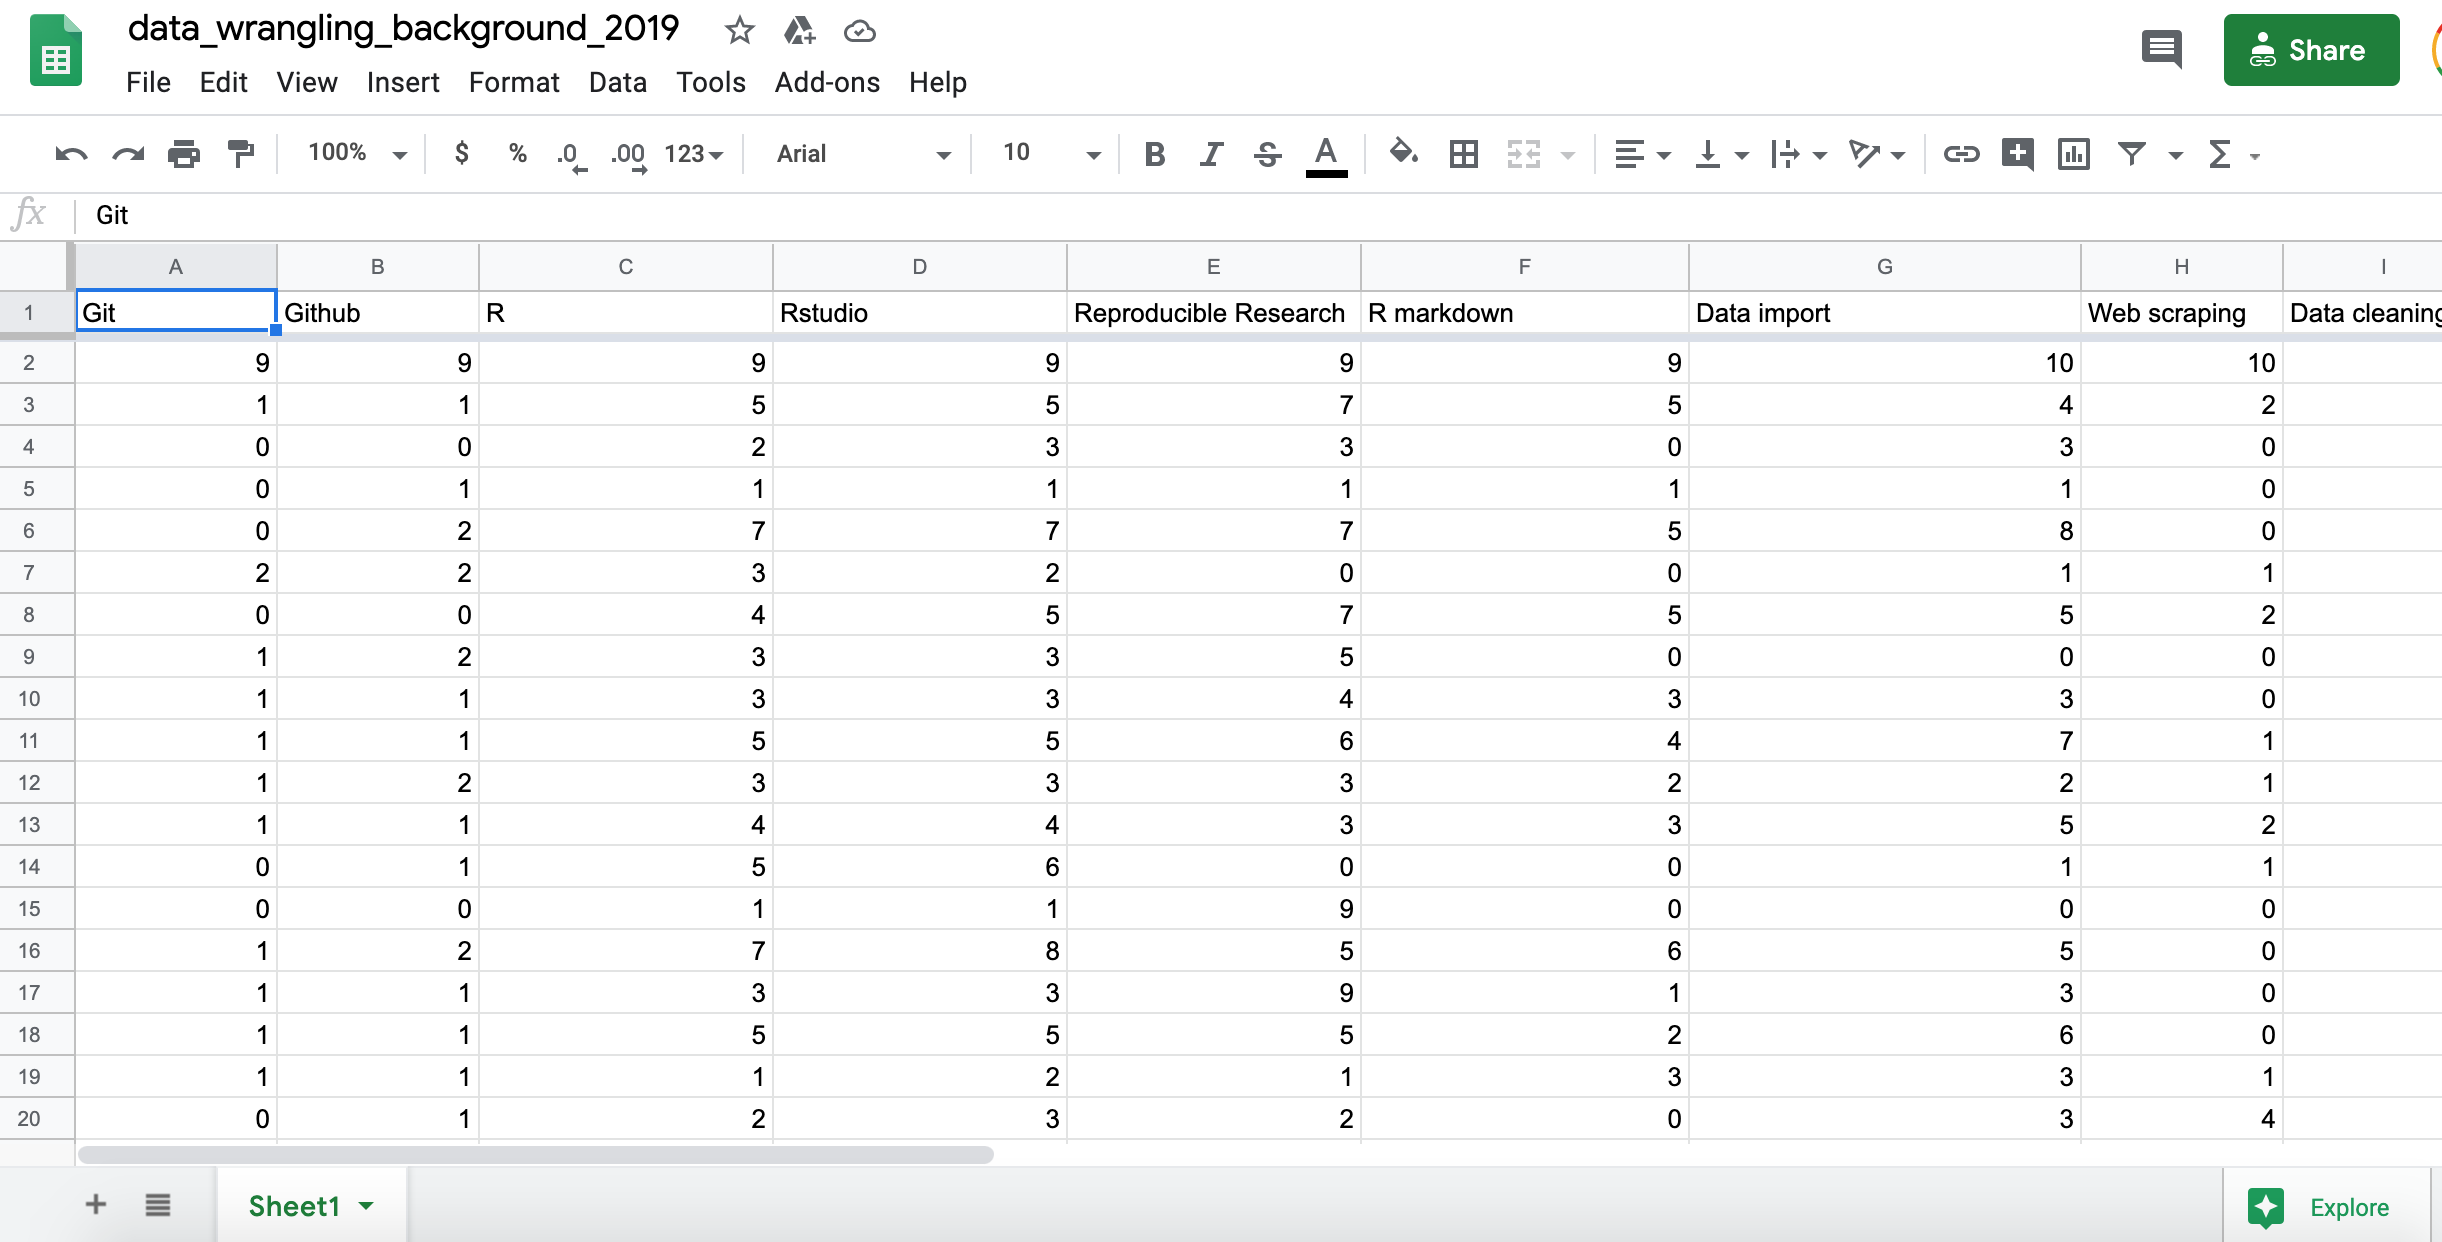 data_wrangling_background_2019
File Edit View Insert Format Data Tools Add-ons Help
Share
100% $ % .0 .00 123 Arial 10 B I S A
fx Git
A B C D E F G H I
1 Git Github R Rstudio Reproducible Research R markdown Data import Web scraping Data cleaning
2 9 9 9 9 9 9 10 10
3 1 1 5 5 7 5 4 2
4 0 0 2 3 3 0 3 0
5 0 1 1 1 1 1 1 0
6 0 2 7 7 7 5 8 0
7 2 2 3 2 0 0 1 1
8 0 0 4 5 7 5 5 2
9 1 2 3 3 5 0 0 0
10 1 1 3 3 4 3 3 0
11 1 1 5 5 6 4 7 1
12 1 2 3 3 3 2 2 1
13 1 1 4 4 3 3 5 2
14 0 1 5 6 0 0 1 1
15 0 0 1 1 9 0 0 0
16 1 2 7 8 5 6 5 0
17 1 1 3 3 9 1 3 0
18 1 1 5 5 5 2 6 0
19 1 1 1 2 1 3 3 1
20 0 1 2 3 2 0 3 4
Sheet1
Explore